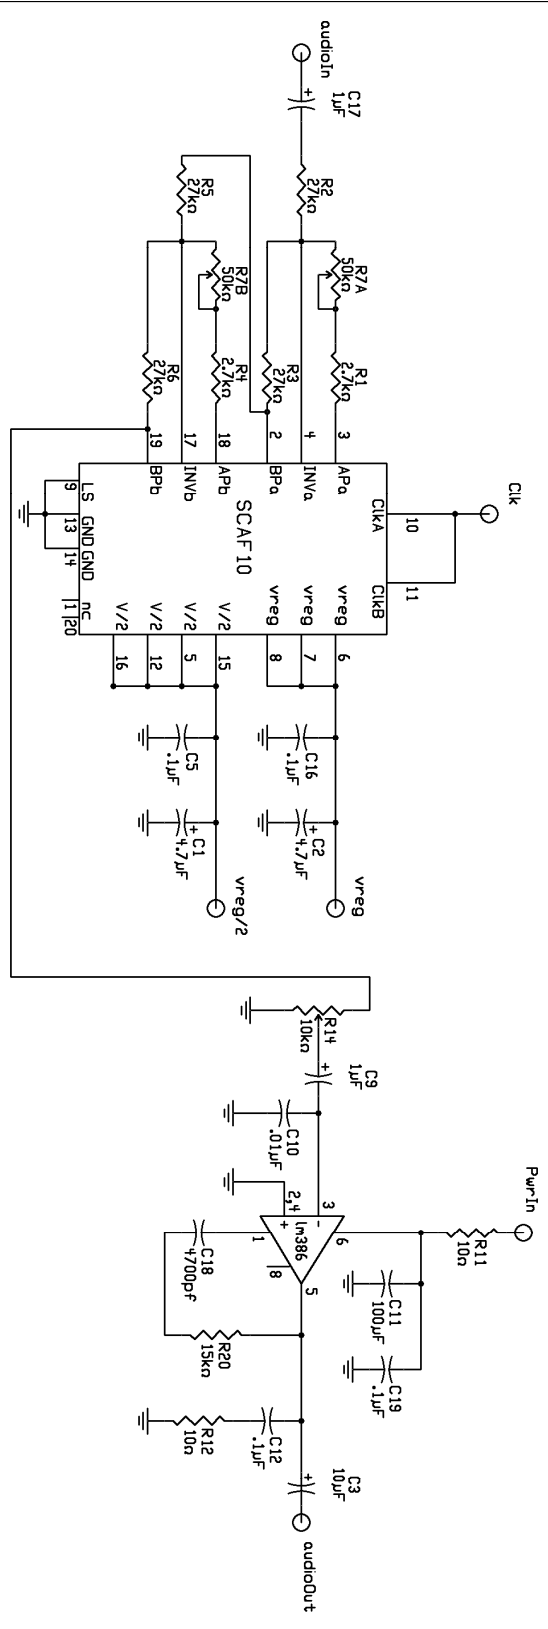 audioIn
C17
1µF
R2
27kΩ
R5
27kΩ
R7A
50kΩ
R7B
50kΩ
R1
2.7kΩ
R3
27kΩ
R4
2.7kΩ
R6
27kΩ
3
4
2
18
17
19
APa
INVa
BPa
APb
INVb
BPb
SCAF10
Clk
10
ClkA
11
ClkB
9
LS
13
GND
14
GND
nc
1
20
vreg
6
vreg
7
vreg
8
V/2
15
V/2
5
V/2
12
V/2
16
C16
.1µF
C5
.1µF
C2
4.7µF
C1
4.7µF
vreg
vreg/2
R14
10kΩ
C9
1µF
C10
.01µF
PwrIn
R11
10Ω
3
2,4
lm386
-
+
6
1
8
5
C18
4700pf
C11
100µF
C19
.1µF
R20
15kΩ
C12
.1µF
R12
10Ω
C3
10µF
audioOut